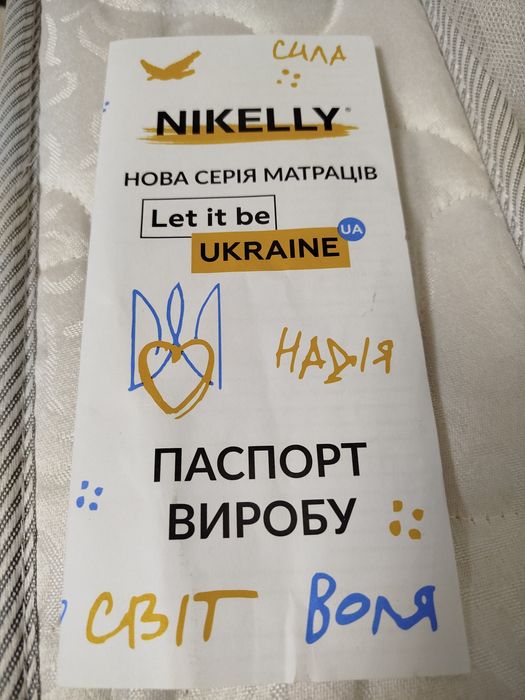 СИЛА
NIKELLY®
НОВА СЕРІЯ МАТРАЦІВ
Let it be
UKRAINE UA
НАДІЯ
ПАСПОРТ
ВИРОБУ
СВІТ ВОЛЯ